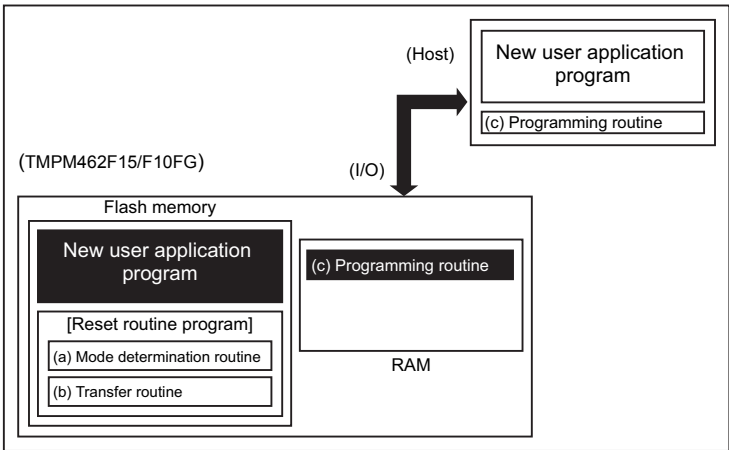 (Host)
New user application
program
(c) Programming routine
(TMPM462F15/F10FG)
(I/O)
Flash memory
New user application
program
[Reset routine program]
(a) Mode determination routine
(b) Transfer routine
(c) Programming routine
RAM